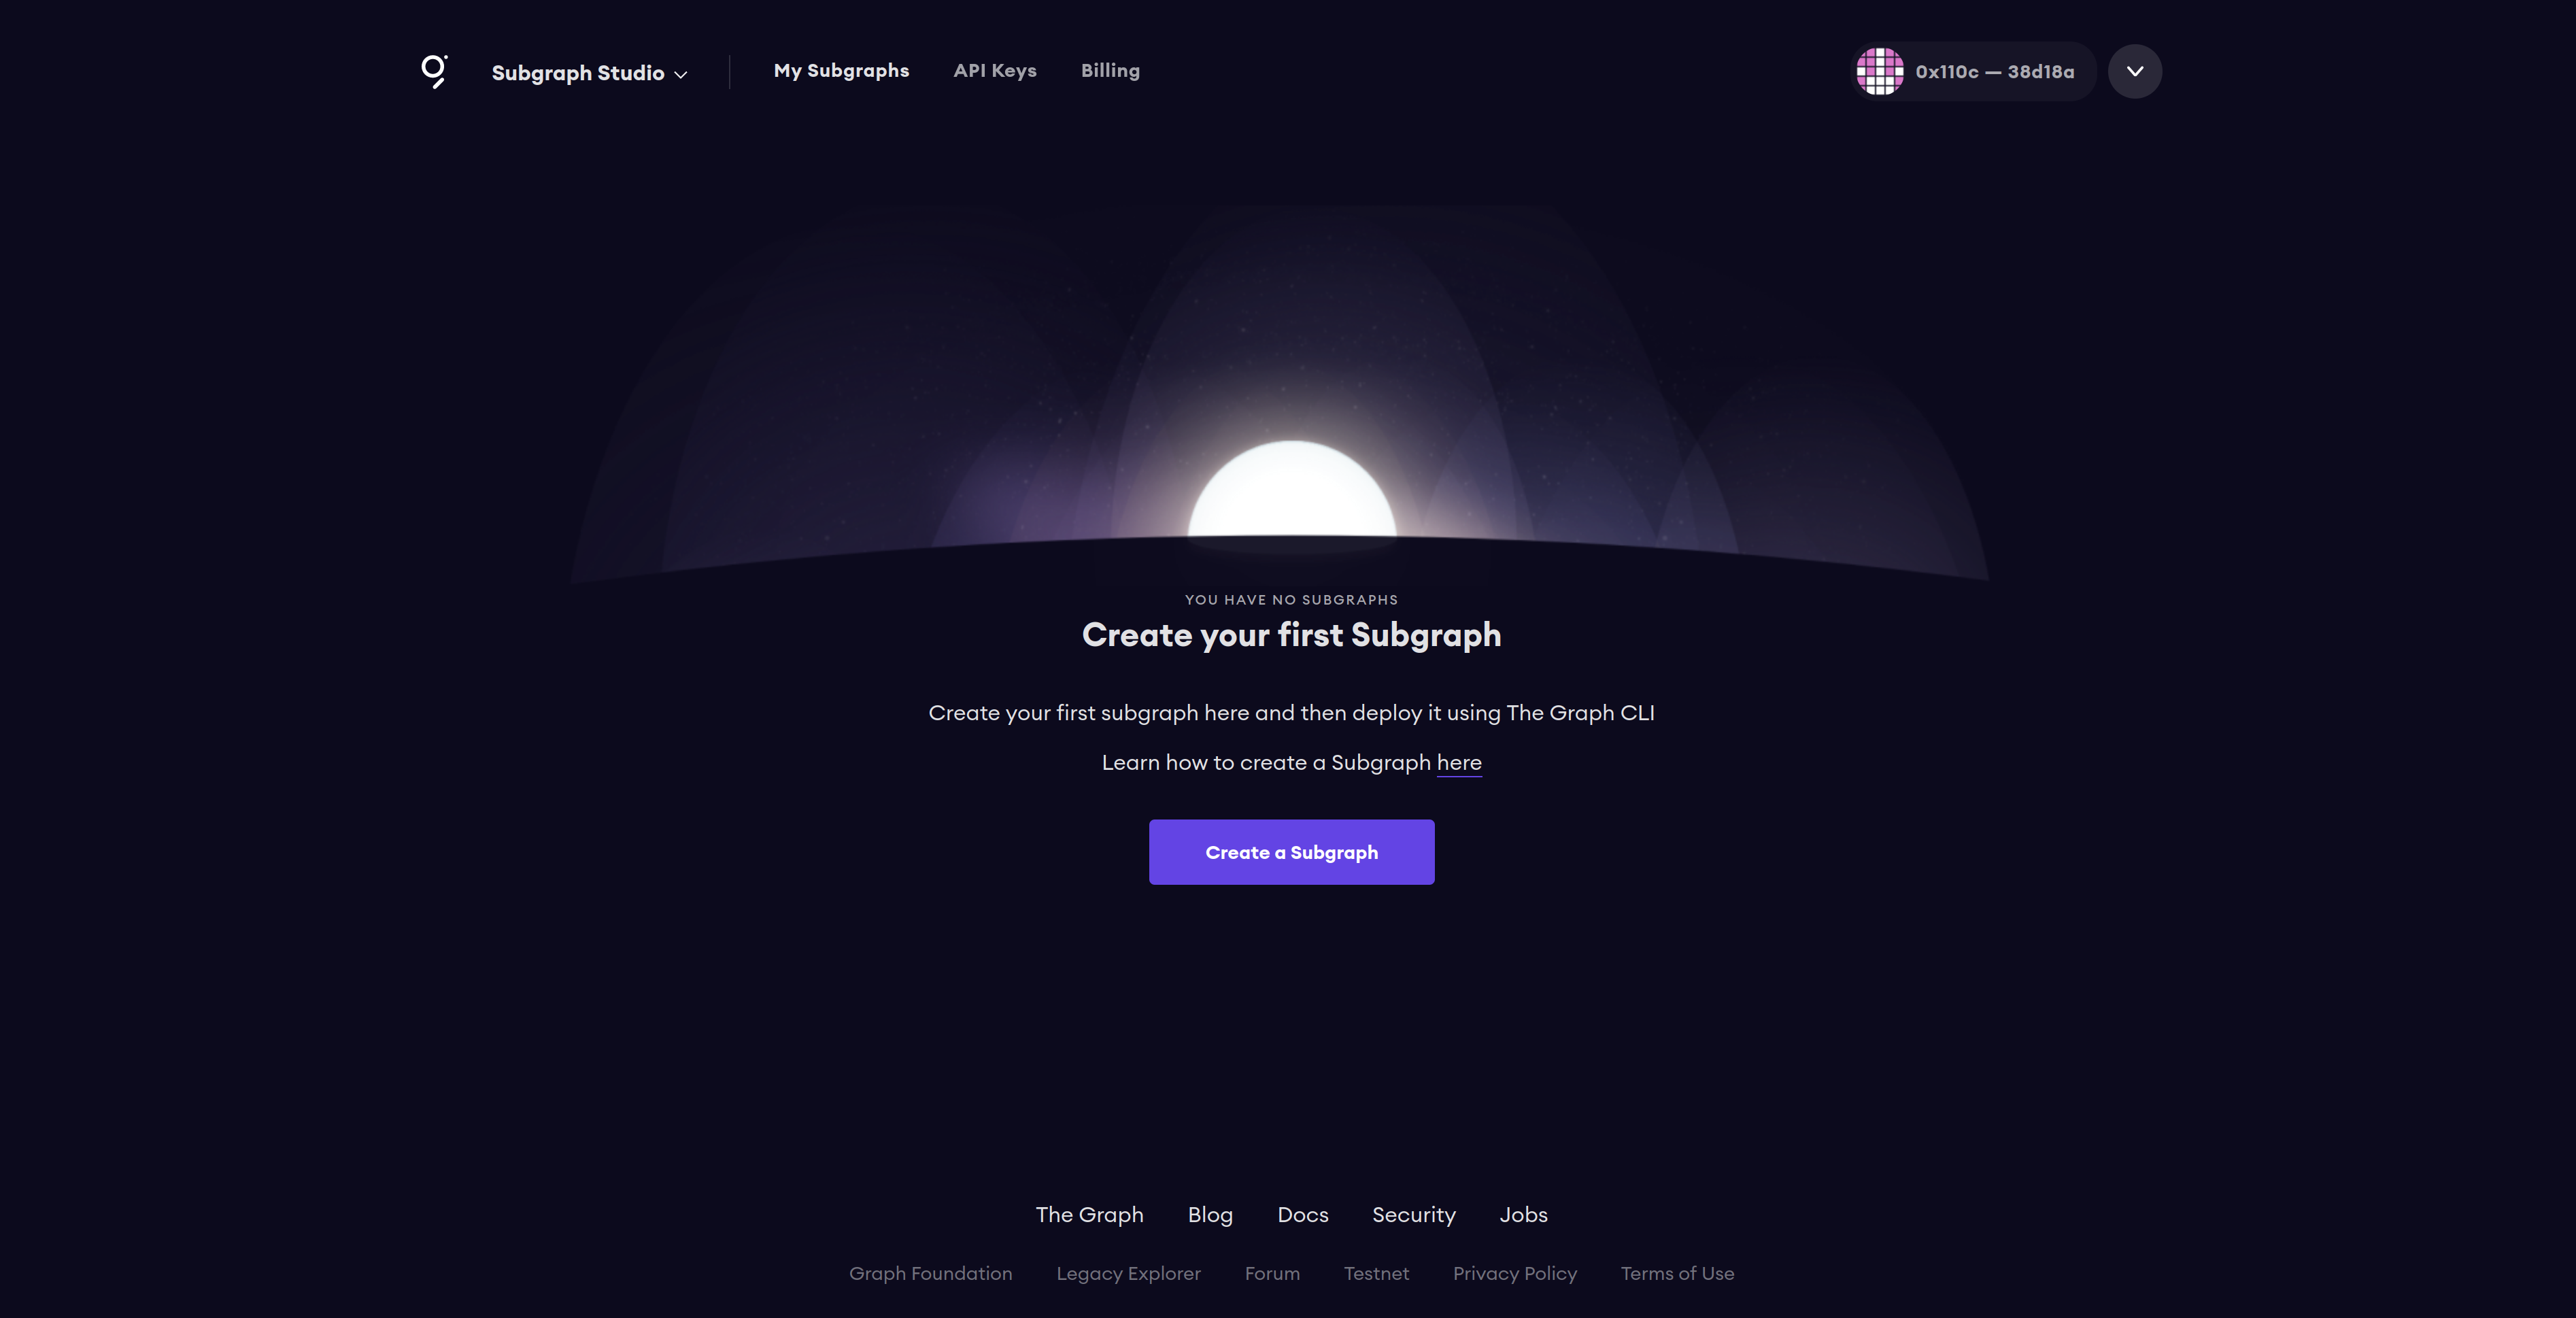 Subgraph Studio
My Subgraphs
API Keys
Billing
0x110c — 38d18a
YOU HAVE NO SUBGRAPHS
Create your first Subgraph
Create your first subgraph here and then deploy it using The Graph CLI
Learn how to create a Subgraph here
Create a Subgraph
The Graph
Blog
Docs
Security
Jobs
Graph Foundation
Legacy Explorer
Forum
Testnet
Privacy Policy
Terms of Use